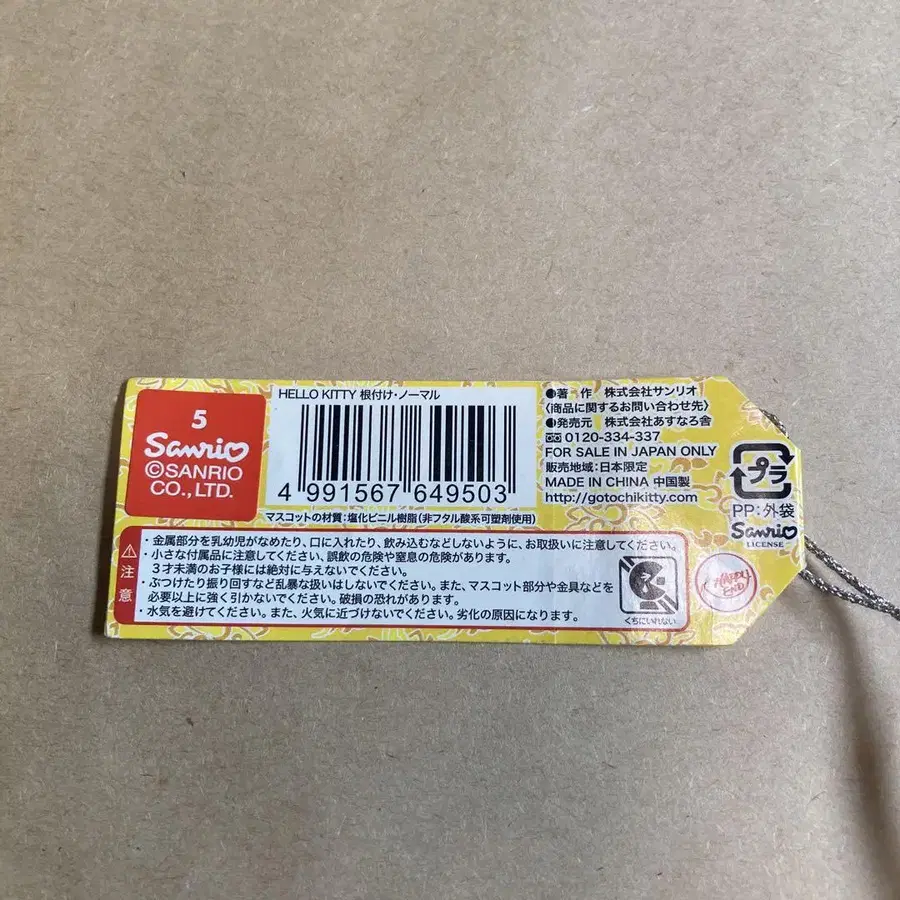 5
Sanrio
©SANRIO
CO., LTD.
HELLO KITTY 根付け・ノーマル
4 991567 649503
マスコットの材質:塩化ビニル樹脂(非フタル酸系可塑剤使用)
●著 作 株式会社サンリオ
〈商品に関するお問い合わせ先〉
●発売元 株式会社あすなろ舎
0120-334-337
FOR SALE IN JAPAN ONLY
販売地域:日本限定
MADE IN CHINA 中国製
http://gotochikitty.com
プラ
PP:外袋
Sanrio
LICENSE
注意
・金属部分を乳幼児がなめたり、口に入れたり、飲み込むなどしないように、お取扱いに注意してください。
・小さな付属品に注意してください、誤飲の危険や窒息の危険があります。
3才未満のお子様には絶対に与えないでください。
・ぶつけたり振り回すなど乱暴な扱いはしないでください。また、マスコット部分や金具などを
必要以上に強く引かないでください。破損の恐れがあります。
・水気を避けてください。また、火気に近づけないでください。劣化の原因になります。
くちにいれない
HAPPY
END